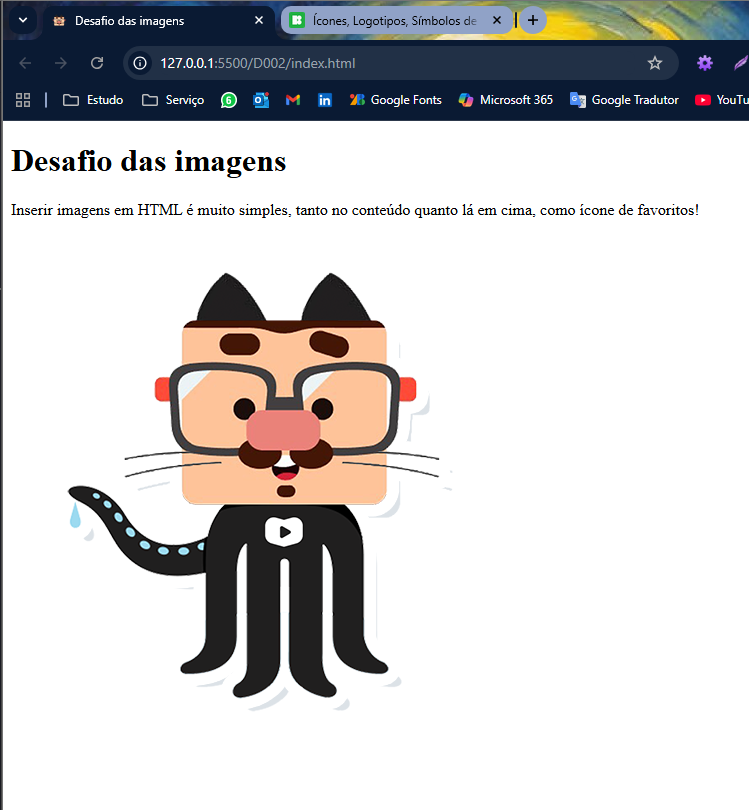 Desafio das imagens
Ícones, Logotipos, Símbolos de
127.0.0.1:5500/D002/index.html
Estudo
Serviço
6
Google Fonts
Microsoft 365
Google Tradutor
YouTu
Desafio das imagens
Inserir imagens em HTML é muito simples, tanto no conteúdo quanto lá em cima, como ícone de favoritos!